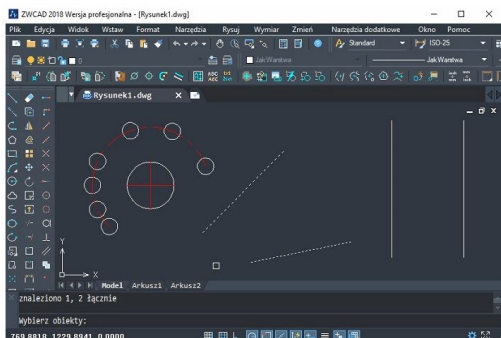 ZWCAD 2018 Wersja profesjonalna - [Rysunek1.dwg]
Plik Edycja Widok Wstaw Format Narzędzia Rysuj Wymiar Zmień Narzędzia dodatkowe Okno Pomoc
Standard ISO-25
0 JakWarstwa JakWarstwa
Rysunek1.dwg
Y
X
Model Arkusz1 Arkusz2
znaleziono 1, 2 łącznie
Wybierz obiekty:
769.8818, 1229.8941, 0.0000